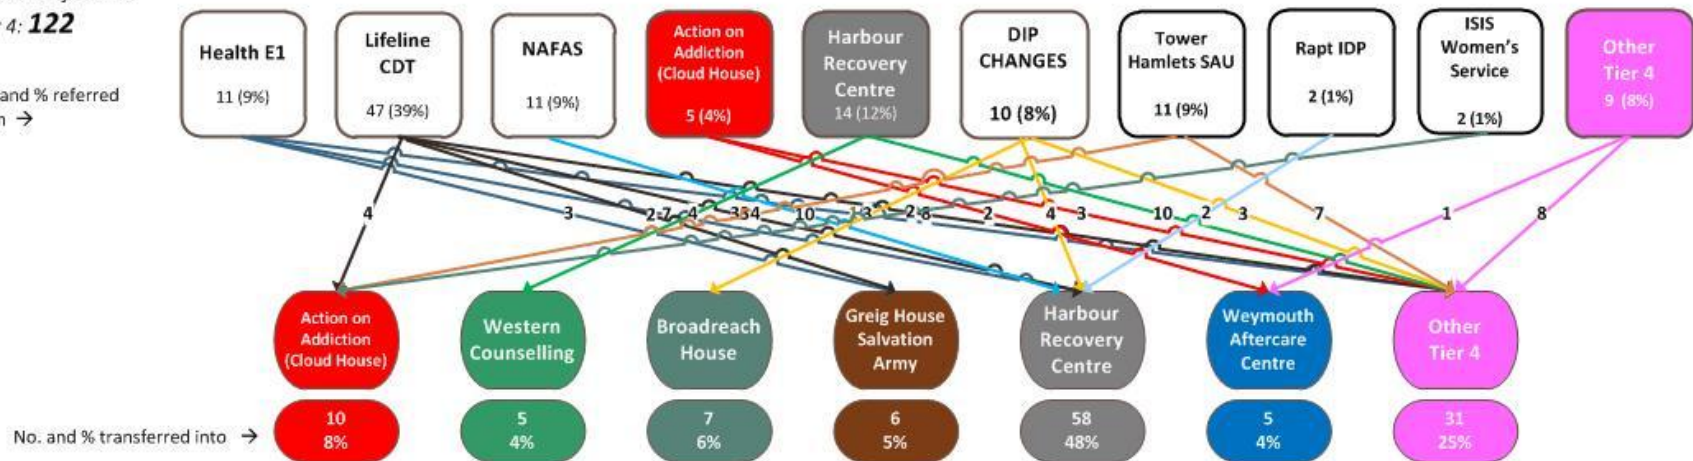 4: 122
and % referred
→
Health E1
11 (9%)
Lifeline
CDT
47 (39%)
NAFAS
11 (9%)
Action on
Addiction
(Cloud House)
5 (4%)
Harbour
Recovery
Centre
14 (12%)
DIP
CHANGES
10 (8%)
Tower
Hamlets SAU
11 (9%)
Rapt IDP
2 (1%)
ISIS
Women's
Service
2 (1%)
Other
Tier 4
9 (8%)
4 3 2 7 4 10 2 4 3 10 2 3 7 1 8
Action on
Addiction
(Cloud House)
Western
Counselling
Broadreach
House
Greig House
Salvation
Army
Harbour
Recovery
Centre
Weymouth
Aftercare
Centre
Other
Tier 4
No. and % transferred into →
10
8%
5
4%
7
6%
6
5%
58
48%
5
4%
31
25%